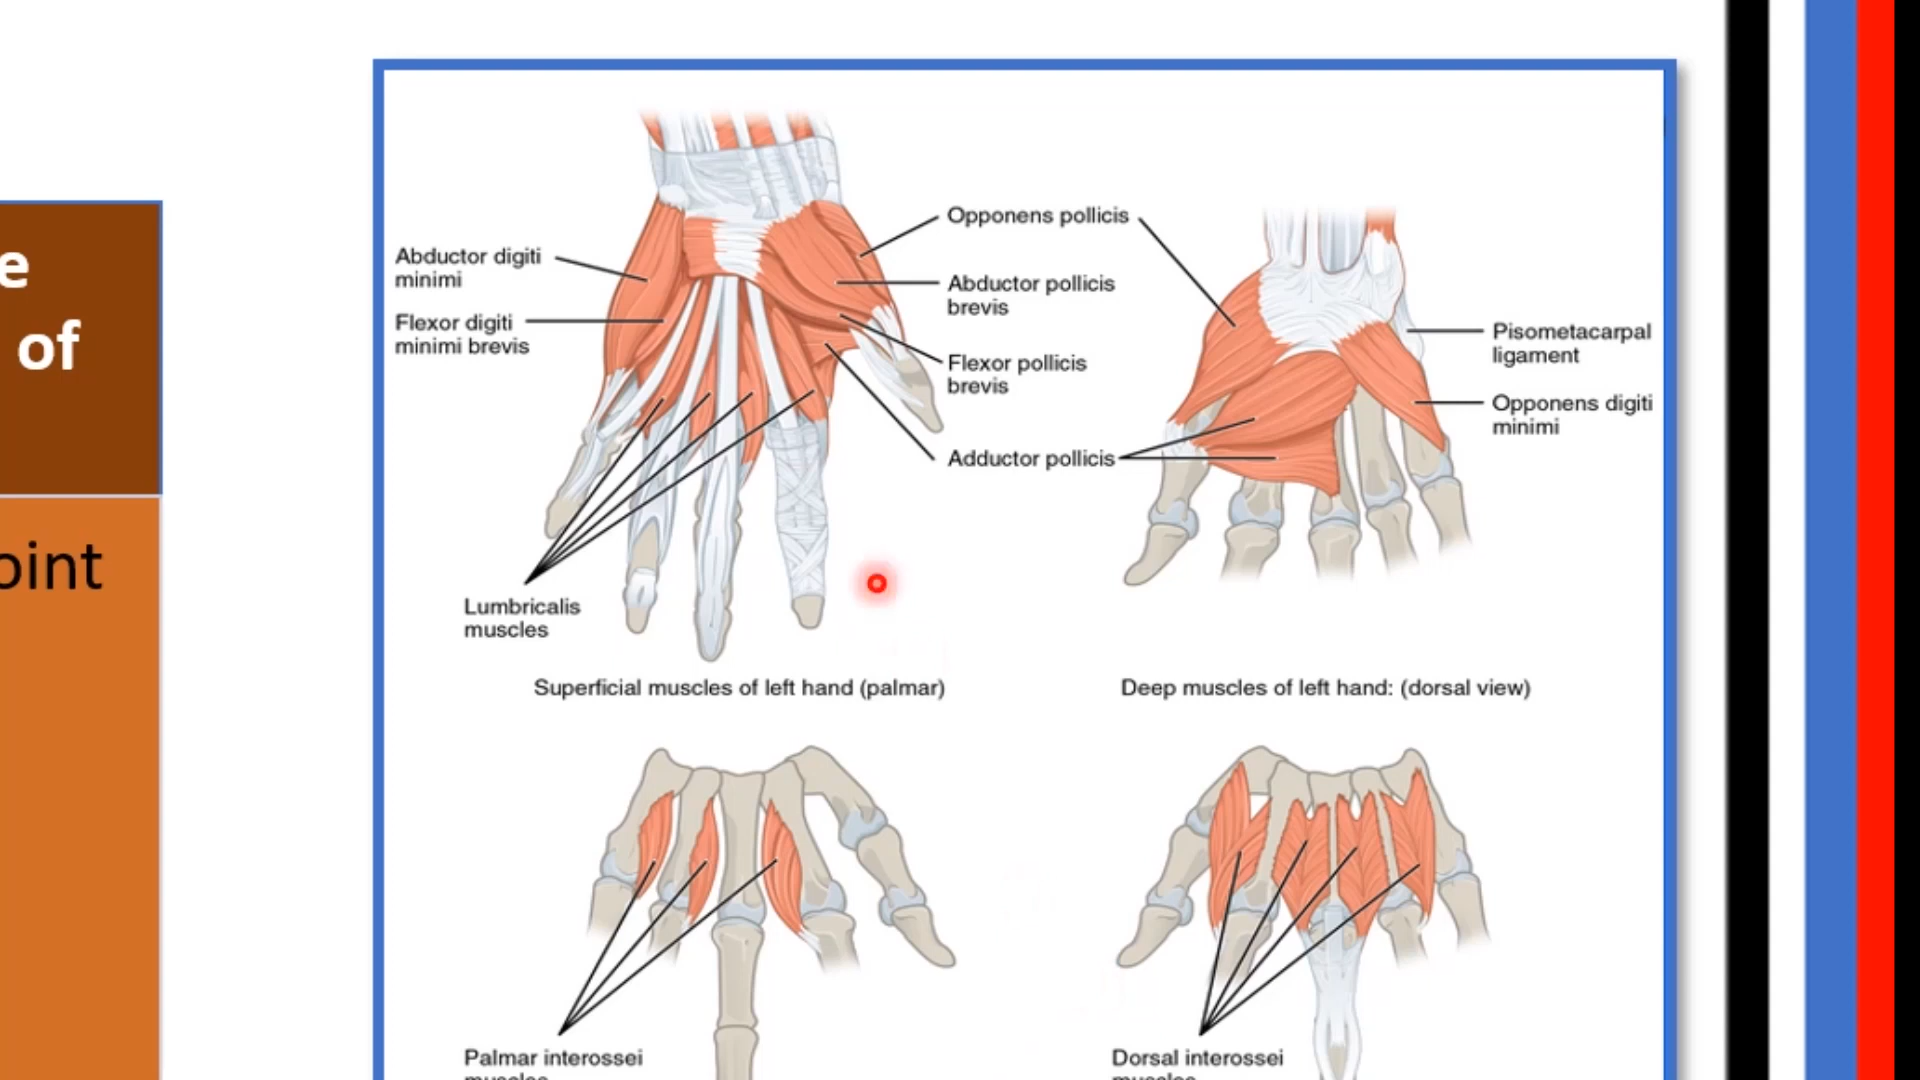 e
of
oint
Opponens pollicis
Abductor digiti
minimi
Abductor pollicis
brevis
Flexor digiti
minimi brevis
Pisometacarpal
ligament
Flexor pollicis
brevis
Opponens digiti
minimi
Adductor pollicis
Lumbricalis
muscles
Superficial muscles of left hand (palmar)
Deep muscles of left hand: (dorsal view)
Palmar interossei
muscles
Dorsal interossei
muscles